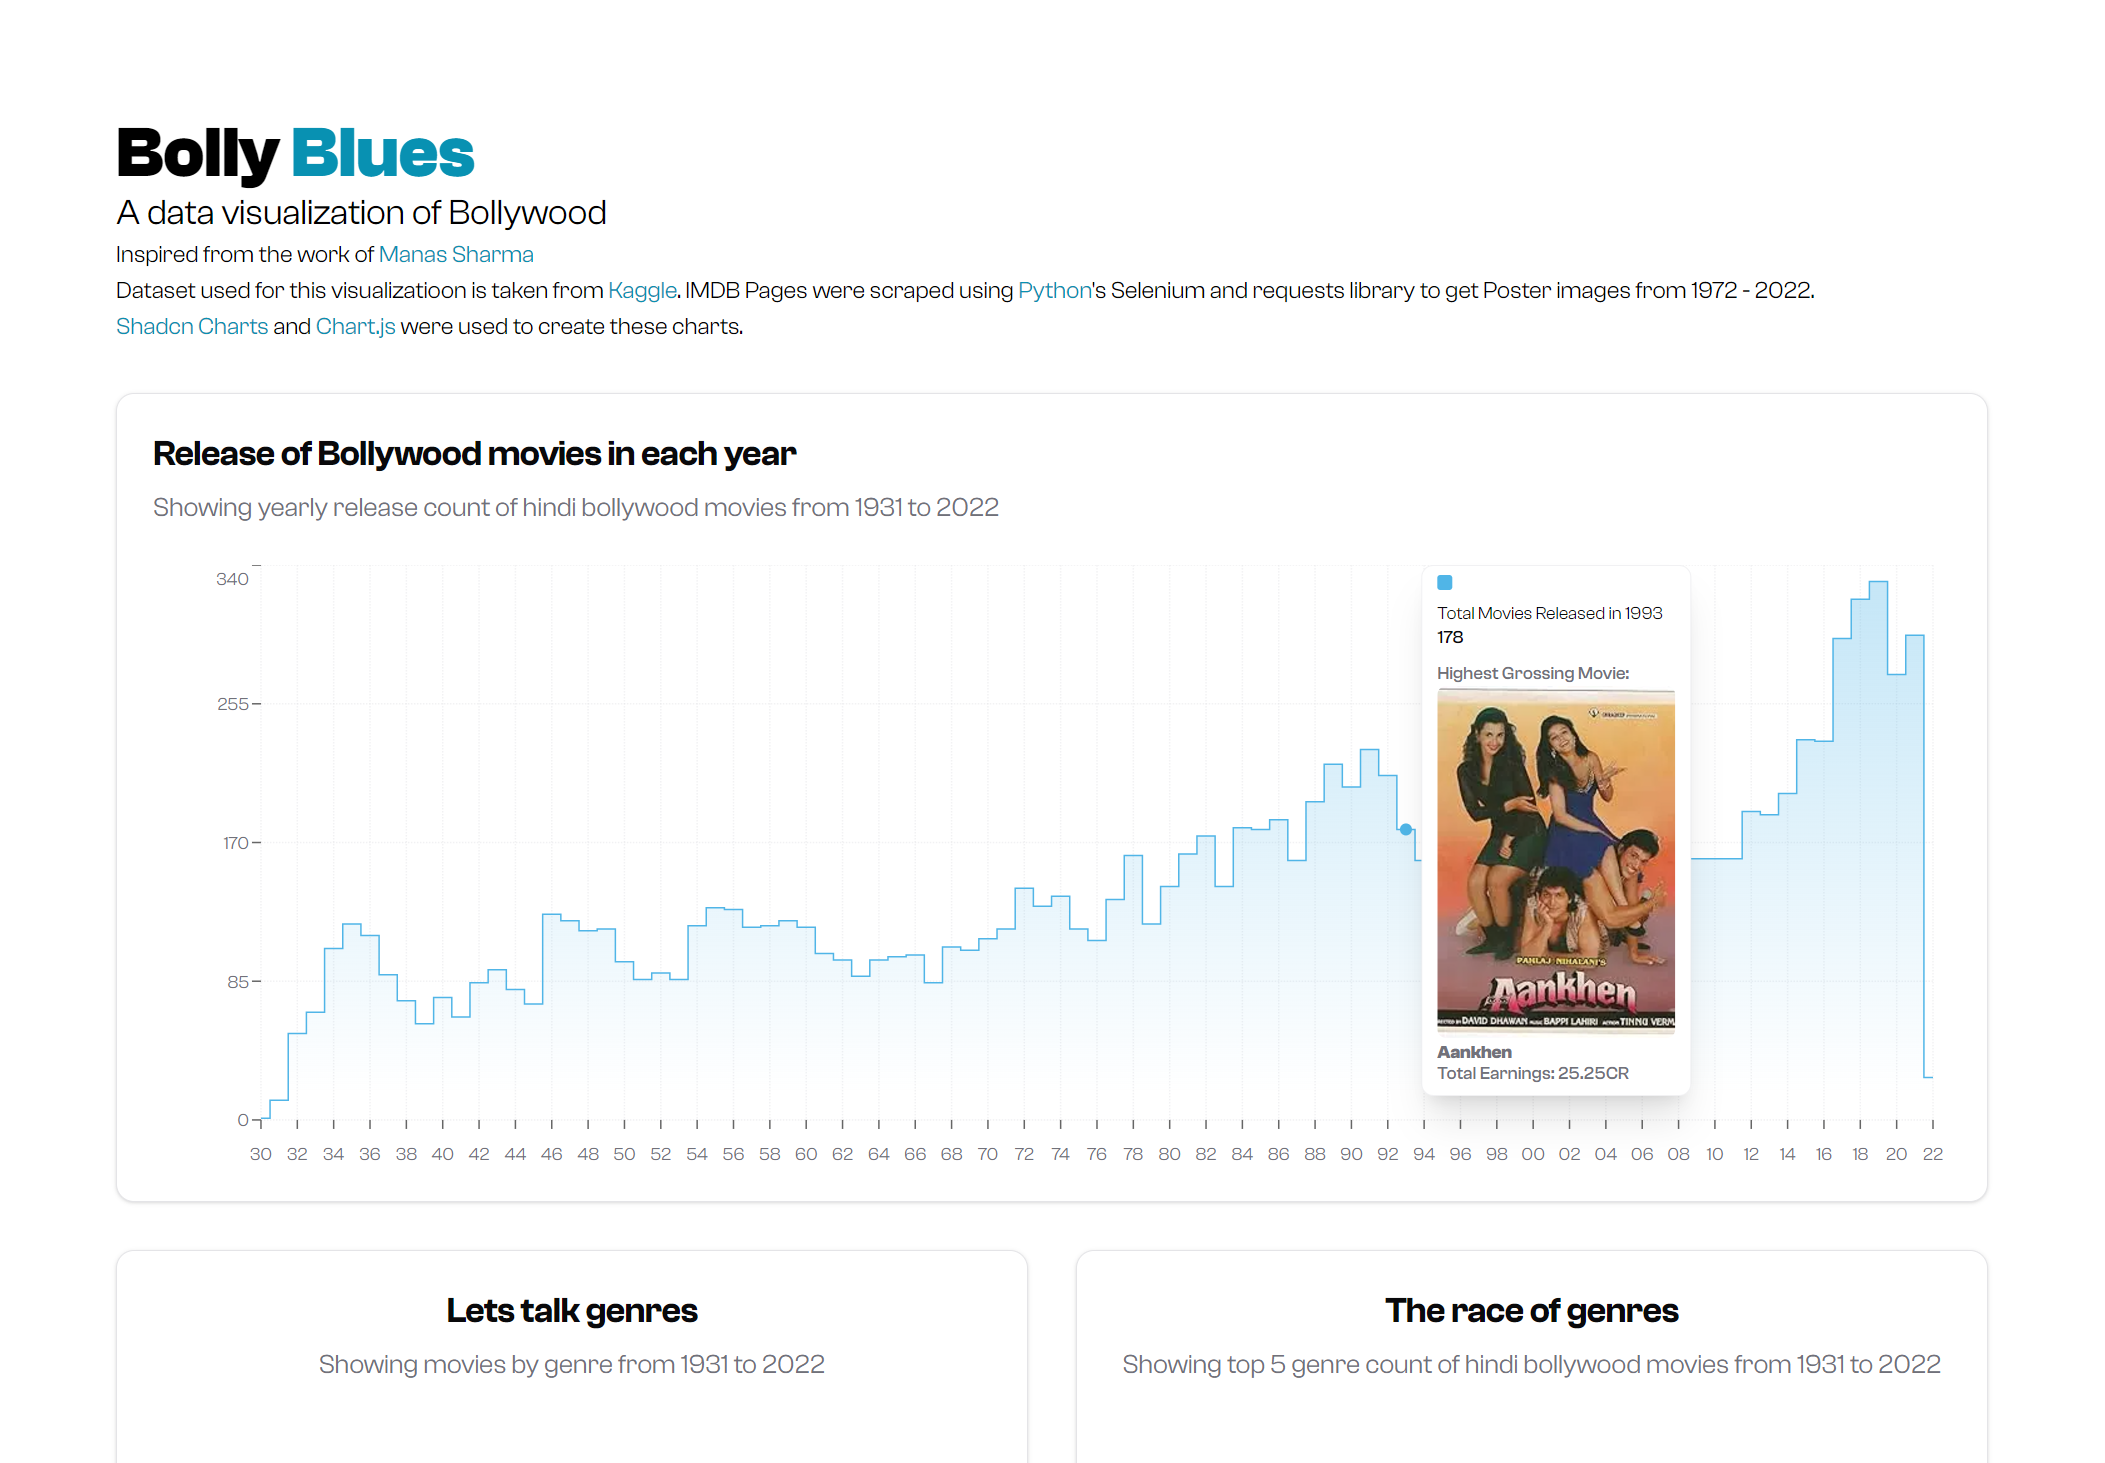 Bolly Blues
A data visualization of Bollywood
Inspired from the work of Manas Sharma
Dataset used for this visualizatioon is taken from Kaggle. IMDB Pages were scraped using Python's Selenium and requests library to get Poster images from 1972 - 2022.
Shadcn Charts and Chart.js were used to create these charts.
Release of Bollywood movies in each year
Showing yearly release count of hindi bollywood movies from 1931 to 2022
340
255
170
85
0
Total Movies Released in 1993
178
Highest Grossing Movie:
PAHLAJ NIHALANI'S
Aankhen
DAVID DHAWAN MUSIC BAPPI LAHIRI ACTION TINNU VERM
Aankhen
Total Earnings: 25.25CR
30 32 34 36 38 40 42 44 46 48 50 52 54 56 58 60 62 64 66 68 70 72 74 76 78 80 82 84 86 88 90 92 94 96 98 00 02 04 06 08 10 12 14 16 18 20 22
Lets talk genres
Showing movies by genre from 1931 to 2022
The race of genres
Showing top 5 genre count of hindi bollywood movies from 1931 to 2022